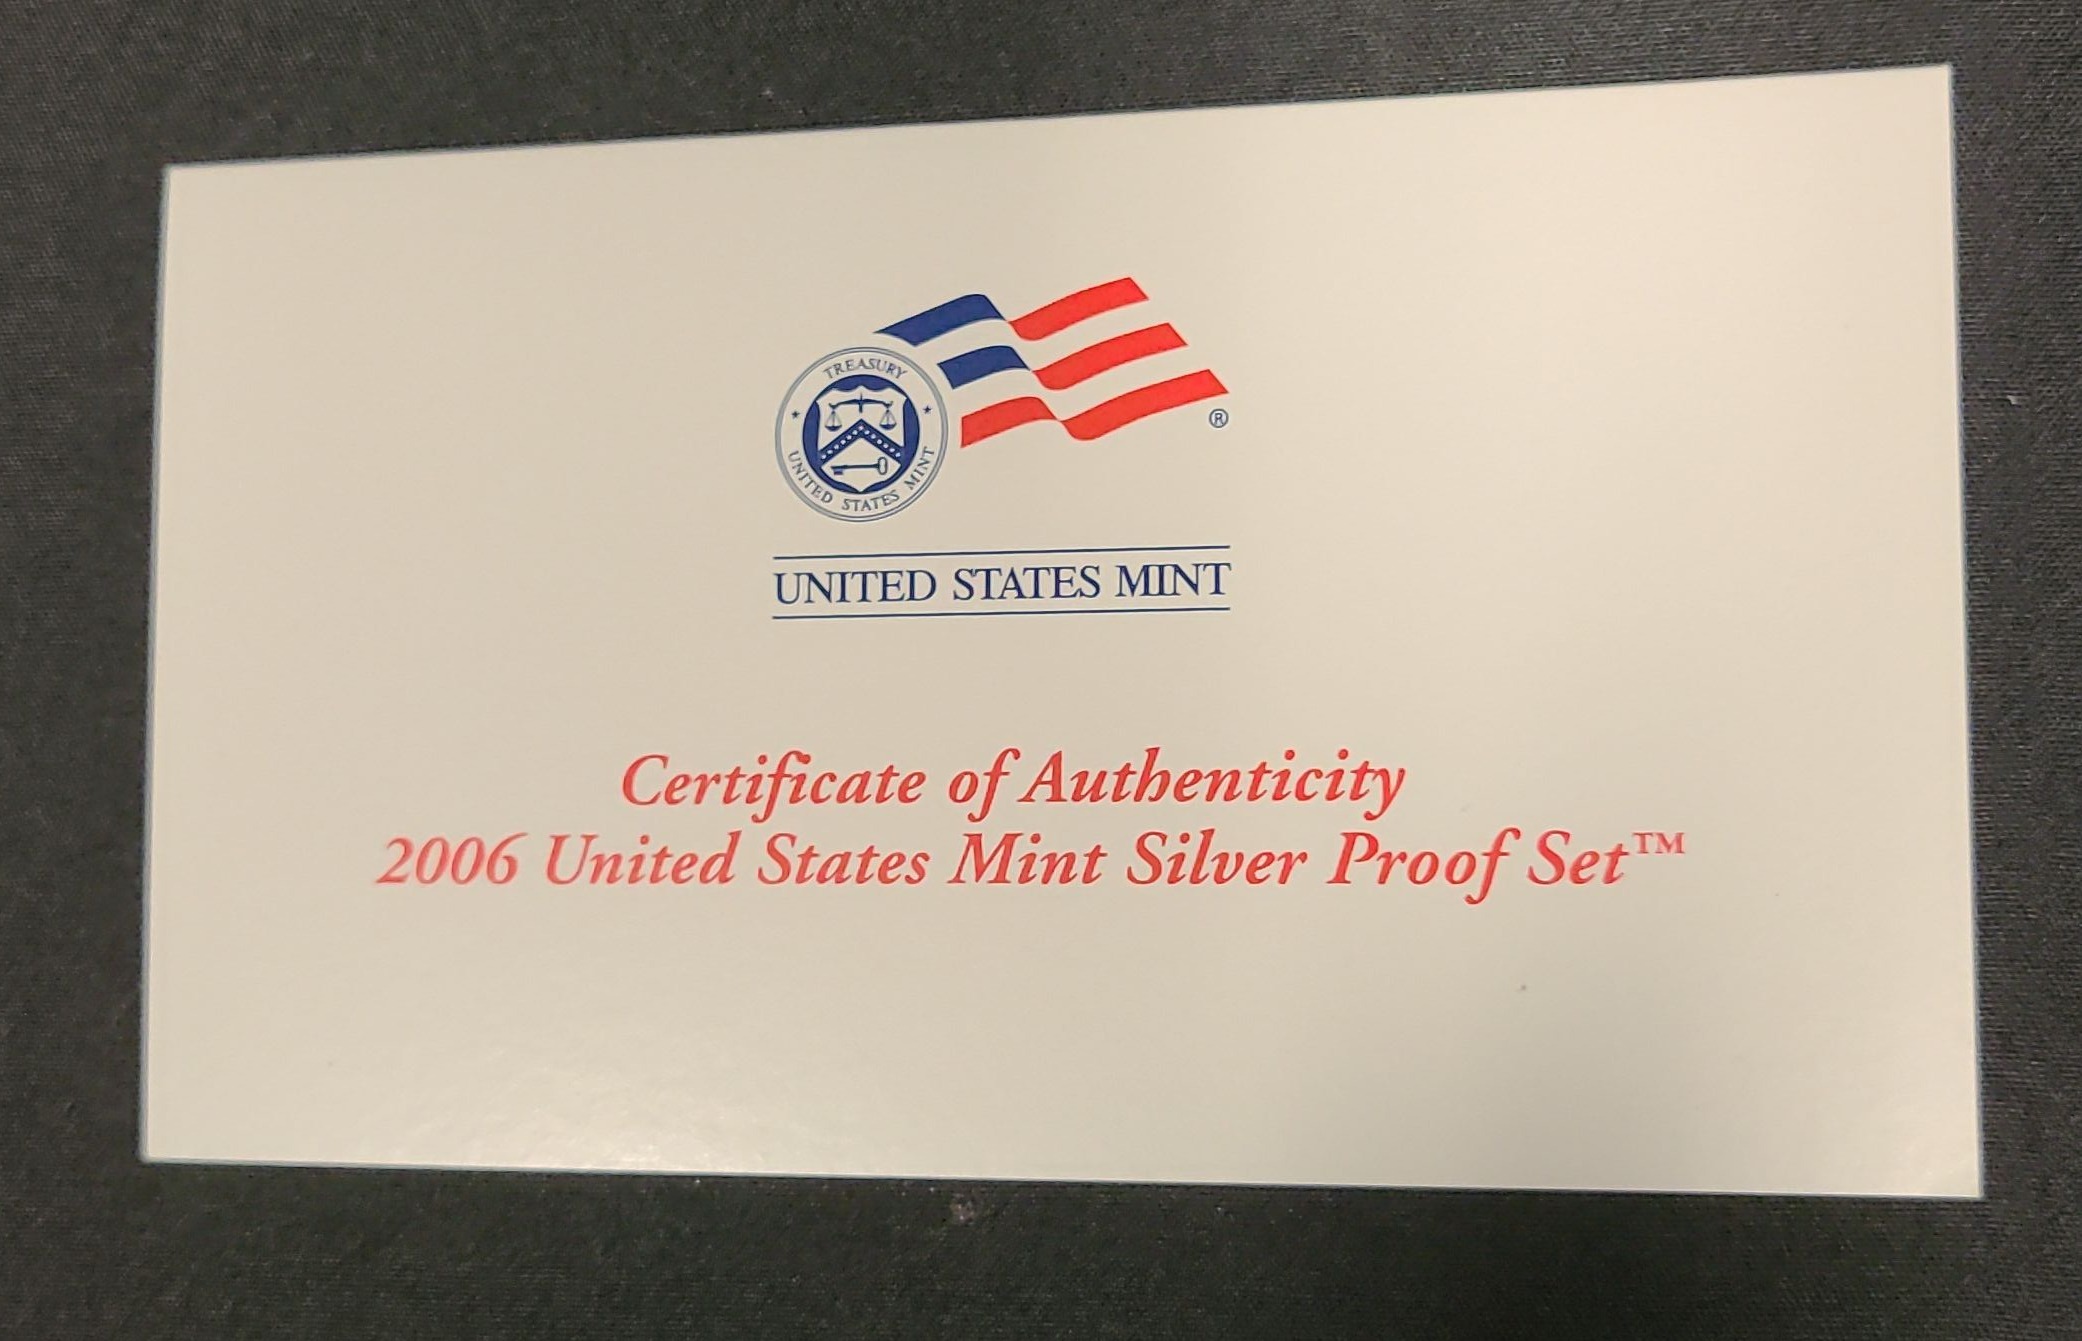 TREASURY
UNITED STATES MINT
®
UNITED STATES MINT
Certificate of Authenticity
2006 United States Mint Silver Proof Set™